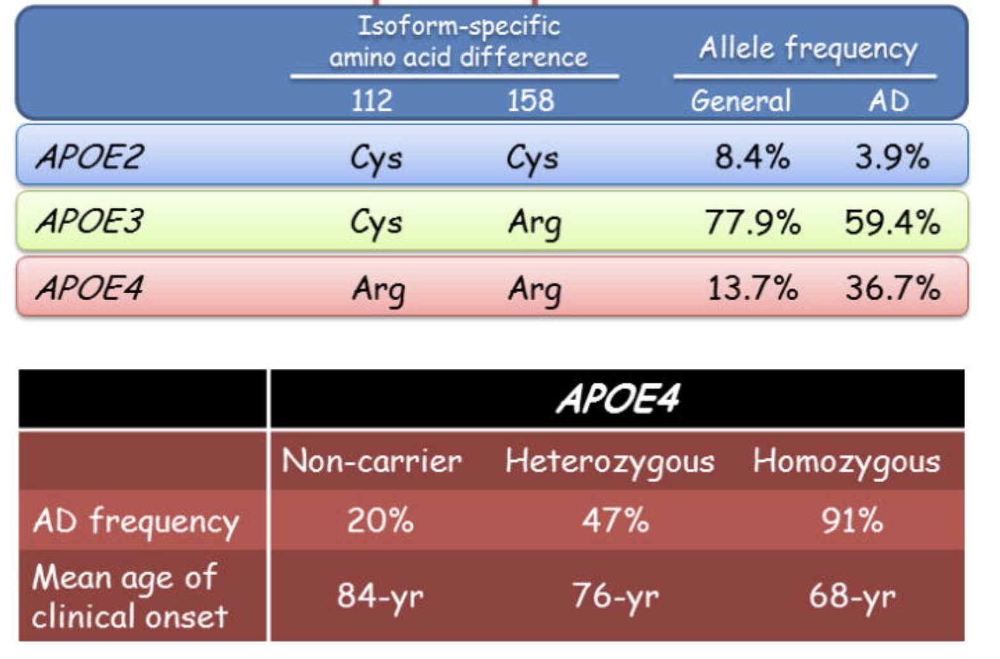 Isoform-specific
amino acid difference
Allele frequency
112 158 General AD
APOE2 Cys Cys 8.4% 3.9%
APOE3 Cys Arg 77.9% 59.4%
APOE4 Arg Arg 13.7% 36.7%
APOE4
Non-carrier Heterozygous Homozygous
AD frequency 20% 47% 91%
Mean age of
clinical onset 84-yr 76-yr 68-yr